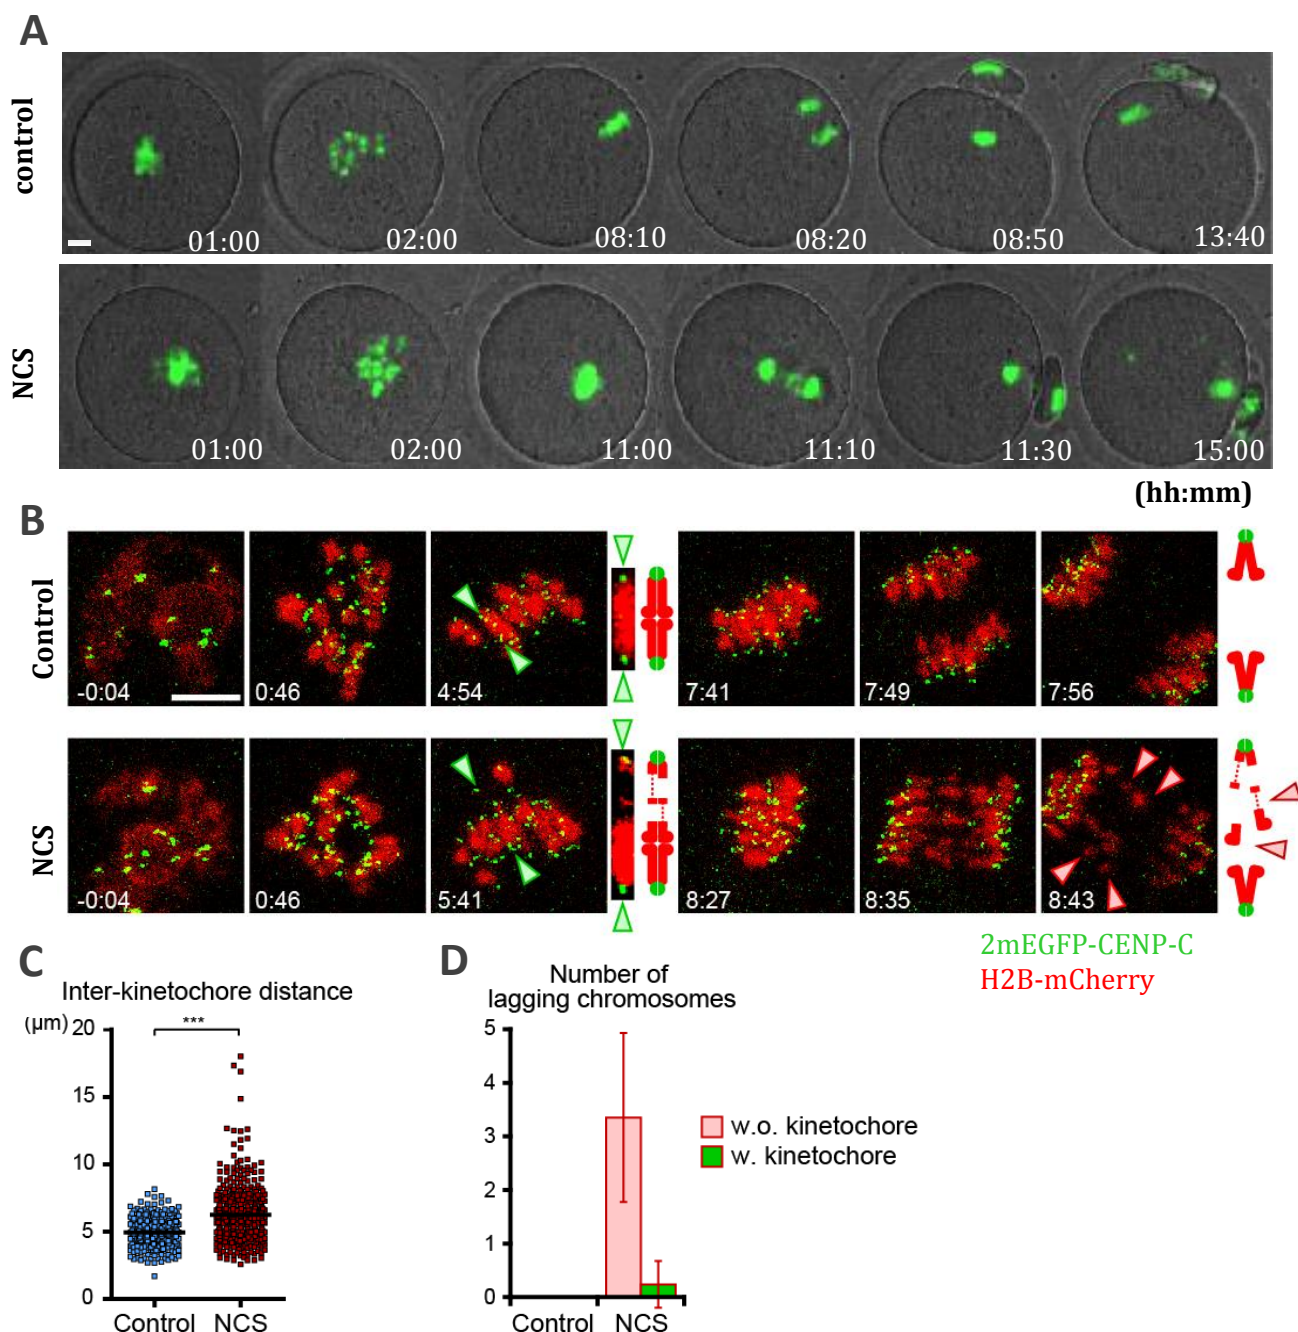 A
control
01:00 02:00 08:10 08:20 08:50 13:40
NCS
01:00 02:00 11:00 11:10 11:30 15:00
(hh:mm)
B
Control
-0:04 0:46 4:54 7:41 7:49 7:56
NCS
-0:04 0:46 5:41 8:27 8:35 8:43
2mEGFP-CENP-C
H2B-mCherry
C
Inter-kinetochore distance
(μm)
***
20
15
10
5
0
Control NCS
D
Number of
lagging chromosomes
5
4
3
2
1
0
NCS
Control
w.o. kinetochore
w. kinetochore